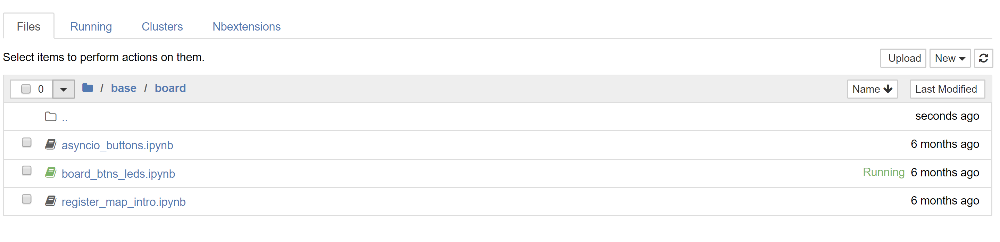 Files Running Clusters Nbextensions
Select items to perform actions on them. Upload New
0 / base / board Name Last Modified
.. seconds ago
asyncio_buttons.ipynb 6 months ago
board_btns_leds.ipynb Running 6 months ago
register_map_intro.ipynb 6 months ago